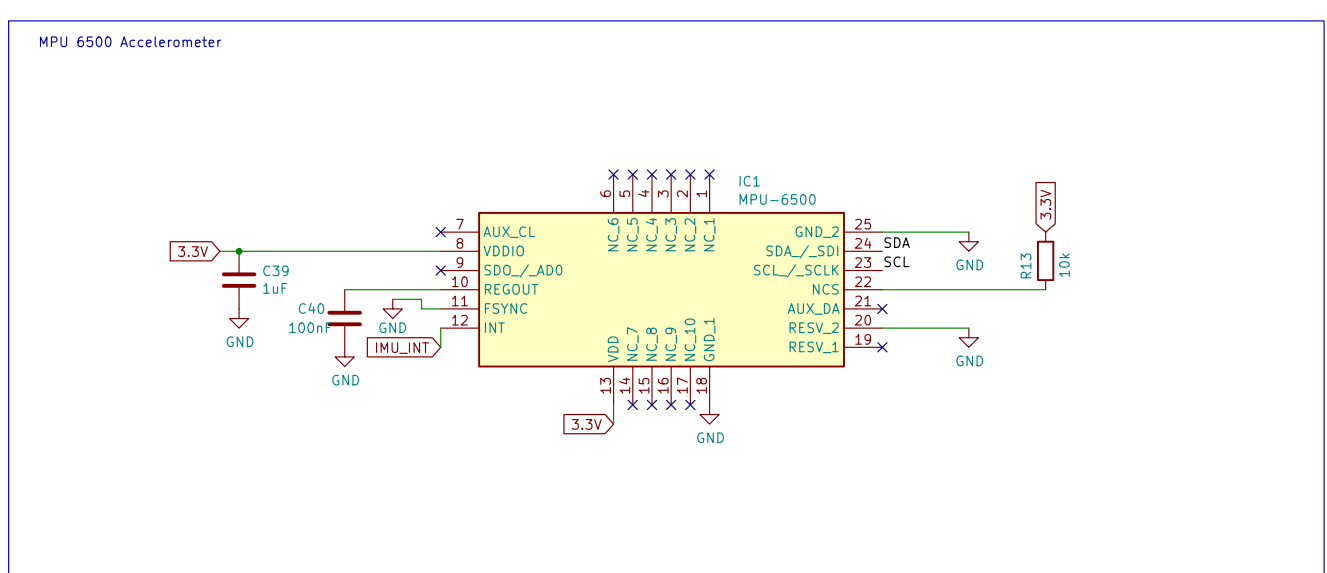 MPU 6500 Accelerometer
IC1
MPU-6500
6
5
4
3
2
1
NC_6
NC_5
NC_4
NC_3
NC_2
NC_1
7
AUX_CL
3.3V
8
VDDIO
9
SDO_/_AD0
10
REGOUT
11
FSYNC
12
INT
C39
1uF
GND
C40
100nF
GND
GND
IMU_INT
25
GND_2
GND
24
SDA_/_SDI
SDA
23
SCL_/_SCLK
SCL
22
NCS
21
AUX_DA
20
RESV_2
GND
19
RESV_1
3.3V
R13
10k
VDD
NC_7
NC_8
NC_9
NC_10
GND_1
13
14
15
16
17
18
3.3V
GND